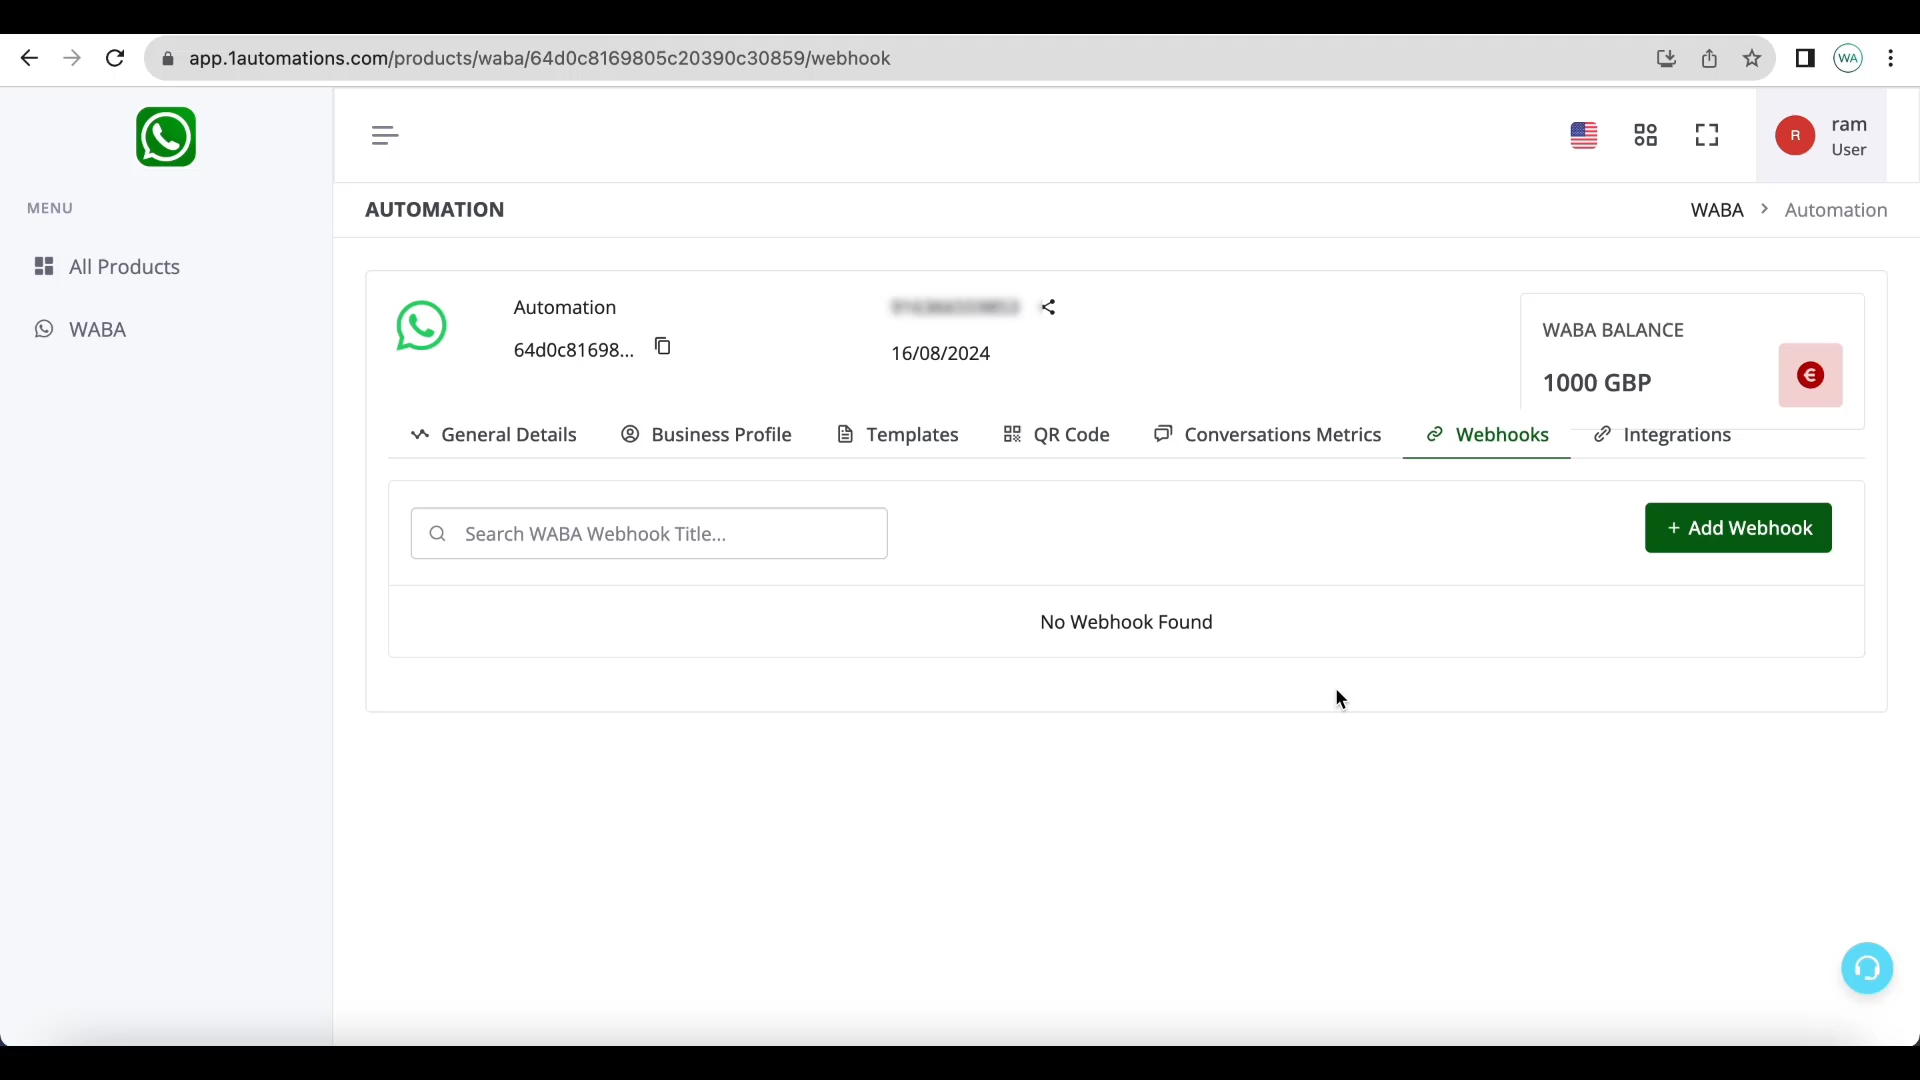 app.1automations.com/products/waba/64d0c8169805c20390c30859/webhook
WA
MENU
All Products
WABA
R
ram
User
AUTOMATION
WABA > Automation
Automation
64d0c81698...
16/08/2024
WABA BALANCE
1000 GBP
€
General Details
Business Profile
Templates
QR Code
Conversations Metrics
Webhooks
Integrations
Search WABA Webhook Title...
+ Add Webhook
No Webhook Found